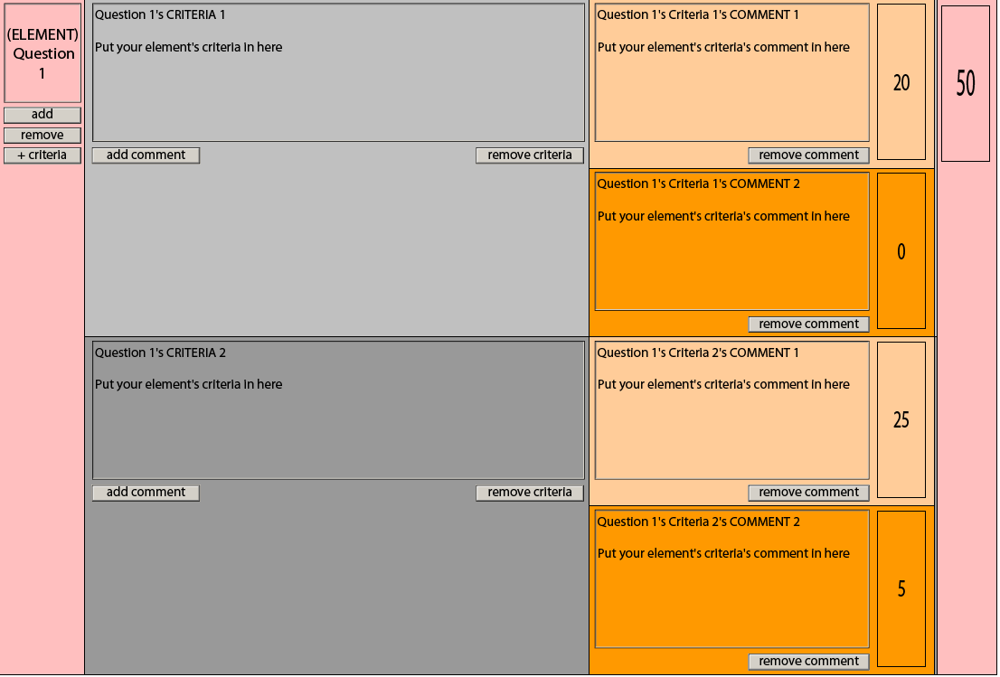 (ELEMENT)
Question
1
add
remove
+ criteria
Question 1's CRITERIA 1
Put your element's criteria in here
add comment
remove criteria
Question 1's Criteria 1's COMMENT 1
Put your element's criteria's comment in here
remove comment
20
50
Question 1's Criteria 1's COMMENT 2
Put your element's criteria's comment in here
remove comment
0
Question 1's CRITERIA 2
Put your element's criteria in here
add comment
remove criteria
Question 1's Criteria 2's COMMENT 1
Put your element's criteria's comment in here
remove comment
25
Question 1's Criteria 2's COMMENT 2
Put your element's criteria's comment in here
remove comment
5